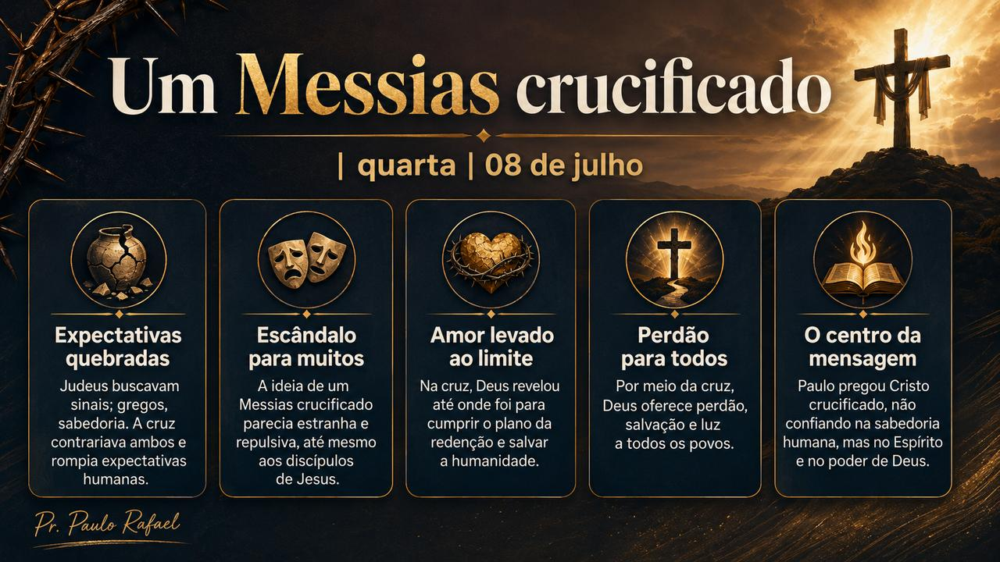 Um Messias crucificado
| quarta | 08 de julho
Expectativas
quebradas
Judeus buscavam
sinais; gregos,
sabedoria. A cruz
contrariava ambos e
rompia expectativas
humanas.
Escândalo
para muitos
A ideia de um
Messias crucificado
parecia estranha e
repulsiva, até mesmo
aos discípulos
de Jesus.
Amor levado
ao limite
Na cruz, Deus revelou
até onde foi para
cumprir o plano da
redenção e salvar
a humanidade.
Perdão
para todos
Por meio da cruz,
Deus oferece perdão,
salvação e luz
a todos os povos.
O centro da
mensagem
Paulo pregou Cristo
crucificado, não
confiando na sabedoria
humana, mas no Espírito
e no poder de Deus.
Pr. Paulo Rafael